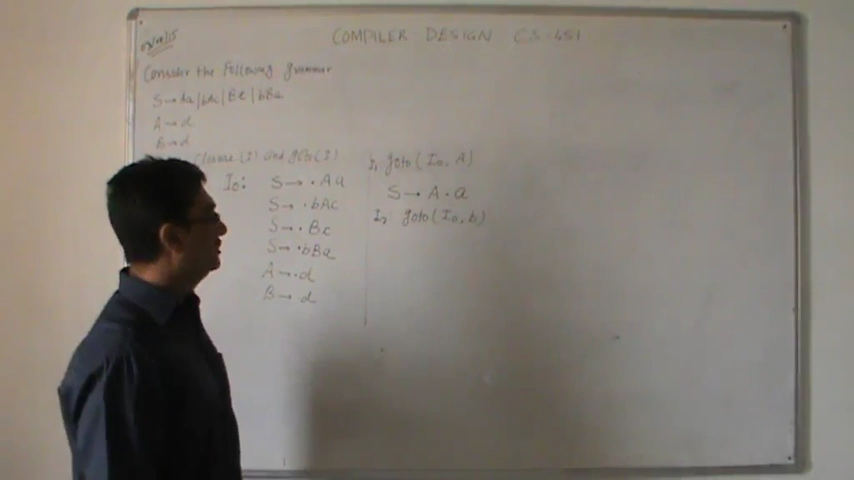 COMPILER DESIGN CS-451
Consider the Following grammar
S → Aa | bAc | Bc | bBa
A → d
B → d
Closure (I) and goto (I)
I₀: S → ·Aa
S → ·bAc
S → ·Bc
S → ·bBa
A → ·d
B → d
I₁ goto (I₀, A)
S → A·a
I₂ goto (I₀, b)